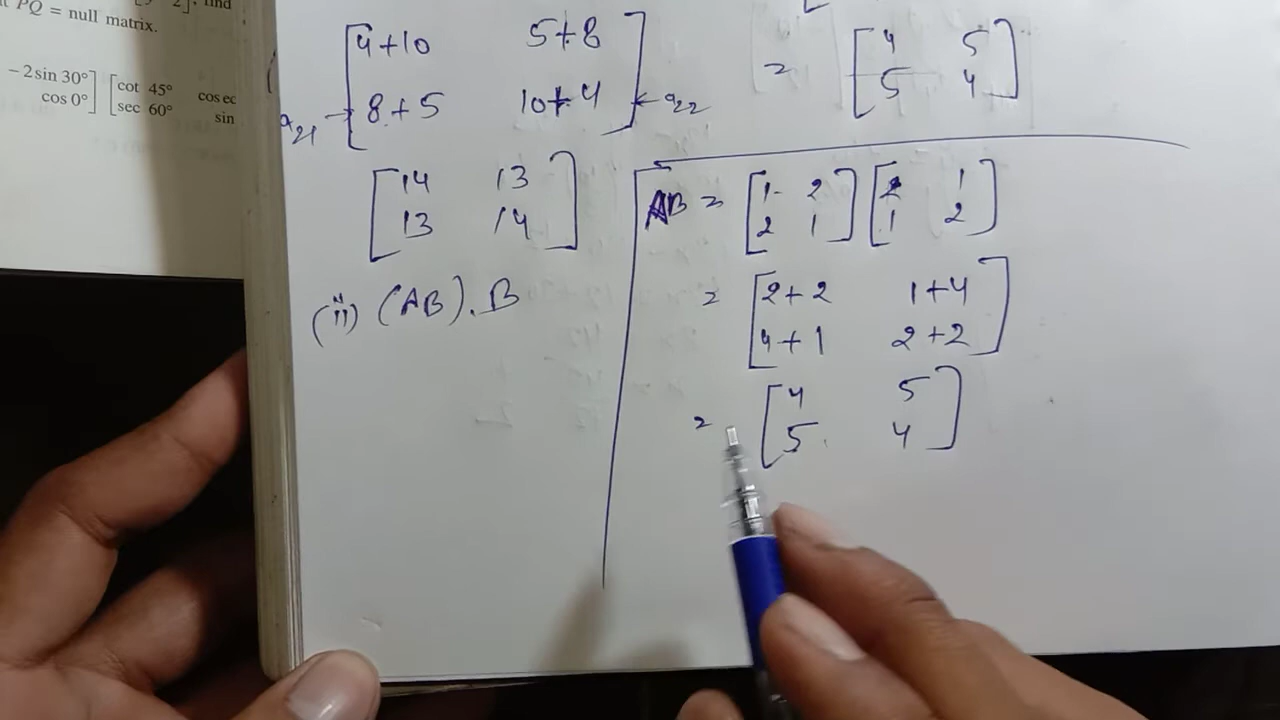 PQ = null matrix.
− 2 sin 30°] [cot 45° cos ec
cos 0°] [sec 60° sin
[4+10 5+8]
a21 → [8+5 10+4] ← a22
[14 13]
[13 14]
(ii) (AB).B
= [4 5]
[5 4]
AB = [1 2] [2 1]
[2 1] [1 2]
= [2+2 1+4]
[4+1 2+2]
= [4 5]
[5 4]